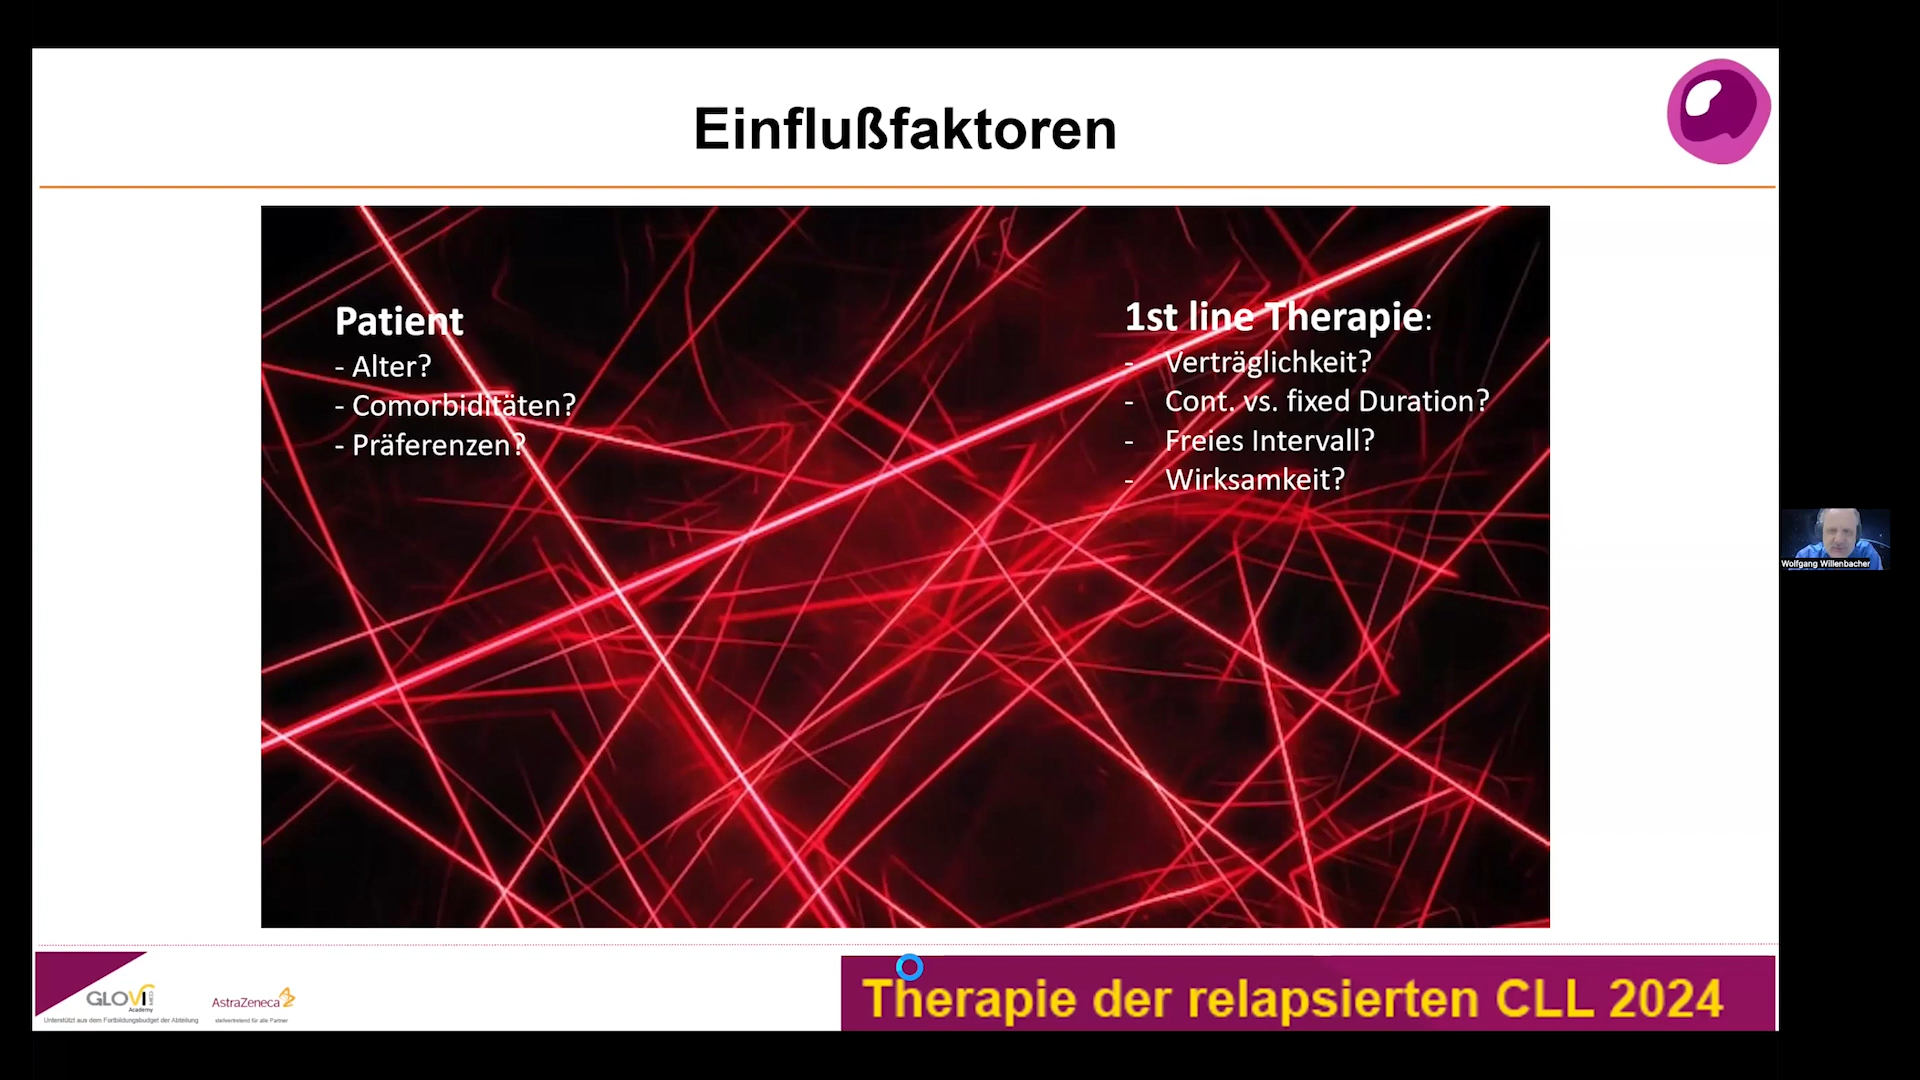 Einflußfaktoren
Patient
- Alter?
- Comorbiditäten?
- Präferenzen?
1st line Therapie:
- Verträglichkeit?
- Cont. vs. fixed Duration?
- Freies Intervall?
- Wirksamkeit?
Wolfgang Willenbacher
GLOVI
Academy
Unterstützt aus dem Fortbildungsbudget der Abteilung
AstraZeneca
stellvertretend für alle Partner
Therapie der relapsierten CLL 2024